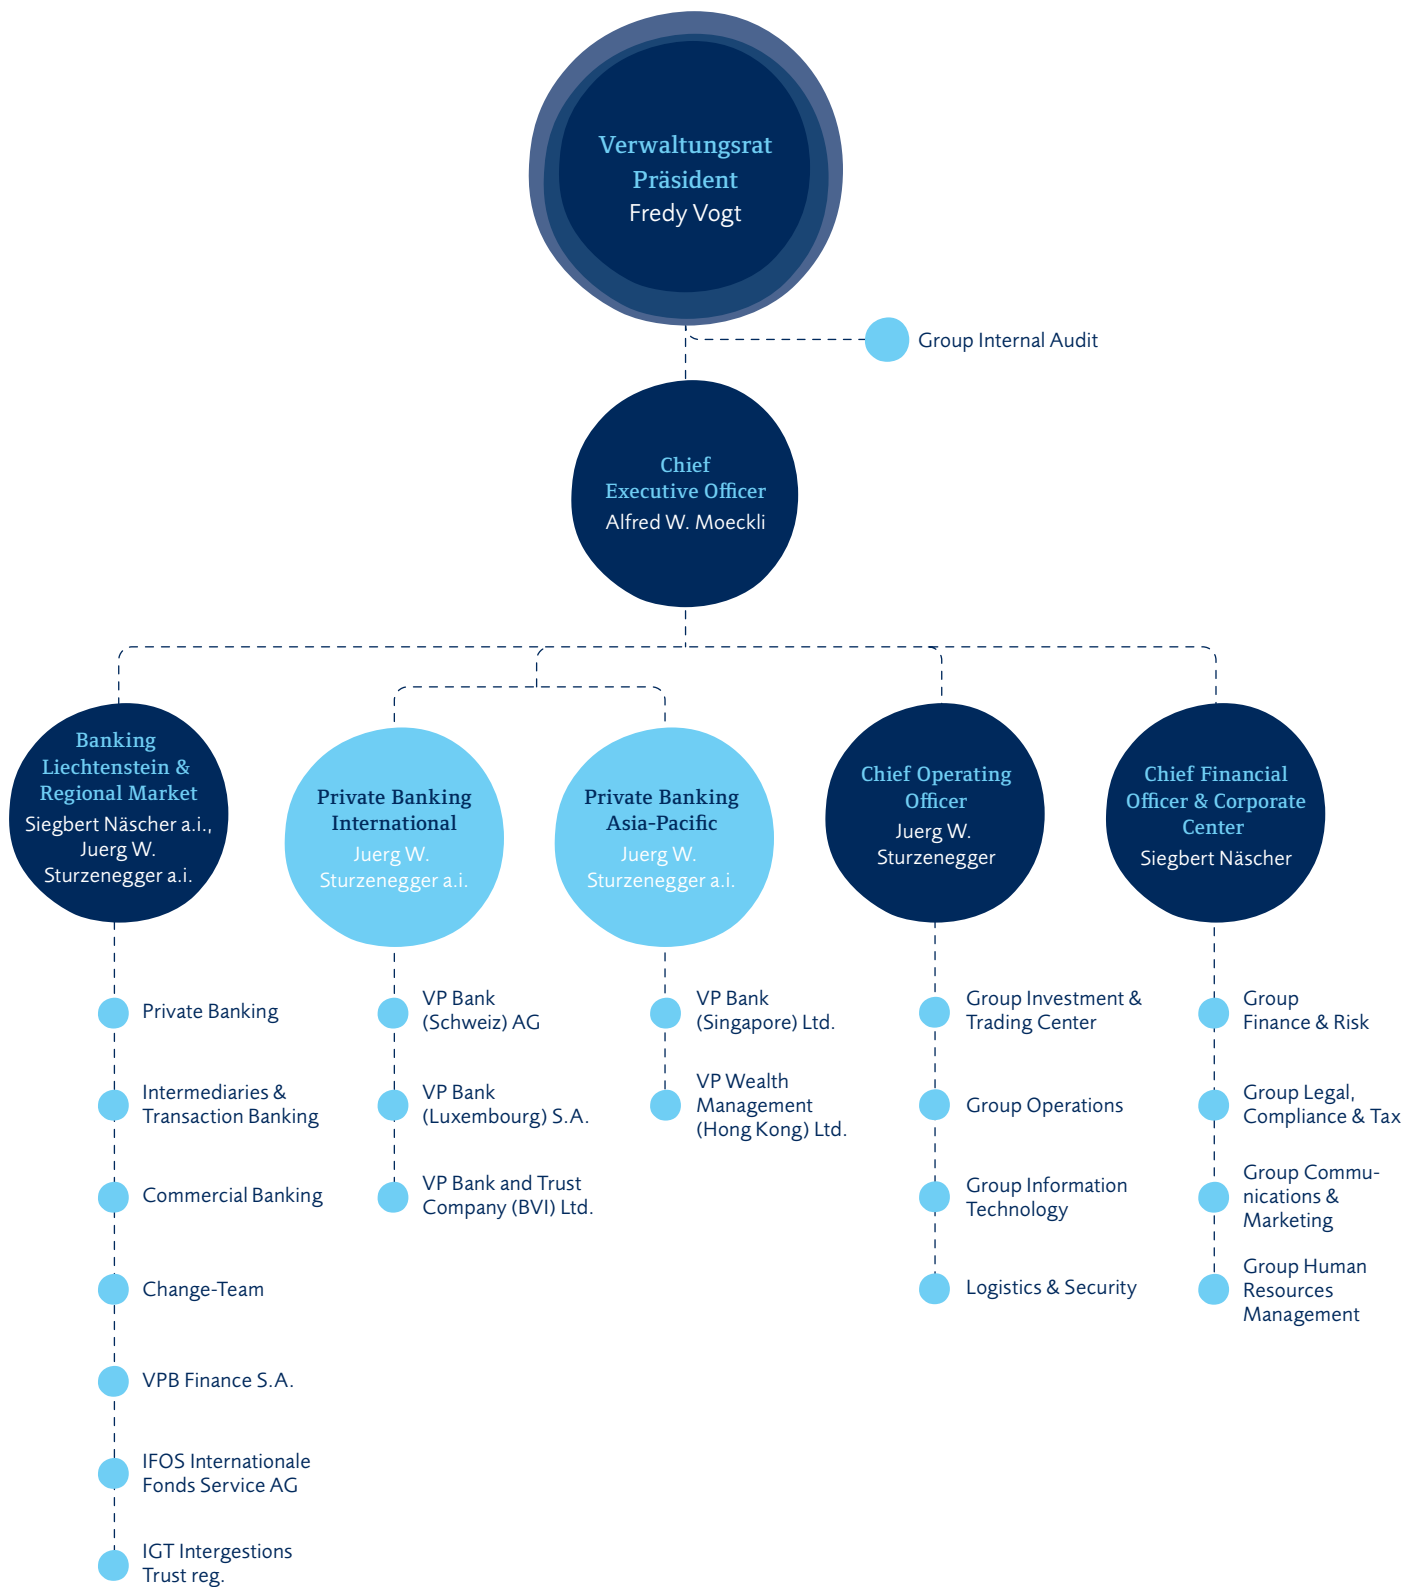 Verwaltungsrat
Präsident
Fredy Vogt
Group Internal Audit
Chief
Executive Officer
Alfred W. Moeckli
Banking
Liechtenstein &
Regional Market
Siegbert Näscher a.i.,
Juerg W.
Sturzenegger a.i.
Private Banking
International
Juerg W.
Sturzenegger a.i.
Private Banking
Asia-Pacific
Juerg W.
Sturzenegger a.i.
Chief Operating
Officer
Juerg W.
Sturzenegger
Chief Financial
Officer & Corporate
Center
Siegbert Näscher
Private Banking
Intermediaries &
Transaction Banking
Commercial Banking
Change-Team
VPB Finance S.A.
IFOS Internationale
Fonds Service AG
IGT Intergestions
Trust reg.
VP Bank
(Schweiz) AG
VP Bank
(Luxembourg) S.A.
VP Bank and Trust
Company (BVI) Ltd.
VP Bank
(Singapore) Ltd.
VP Wealth
Management
(Hong Kong) Ltd.
Group Investment &
Trading Center
Group Operations
Group Information
Technology
Logistics & Security
Group
Finance & Risk
Group Legal,
Compliance & Tax
Group Commu-
nications &
Marketing
Group Human
Resources
Management